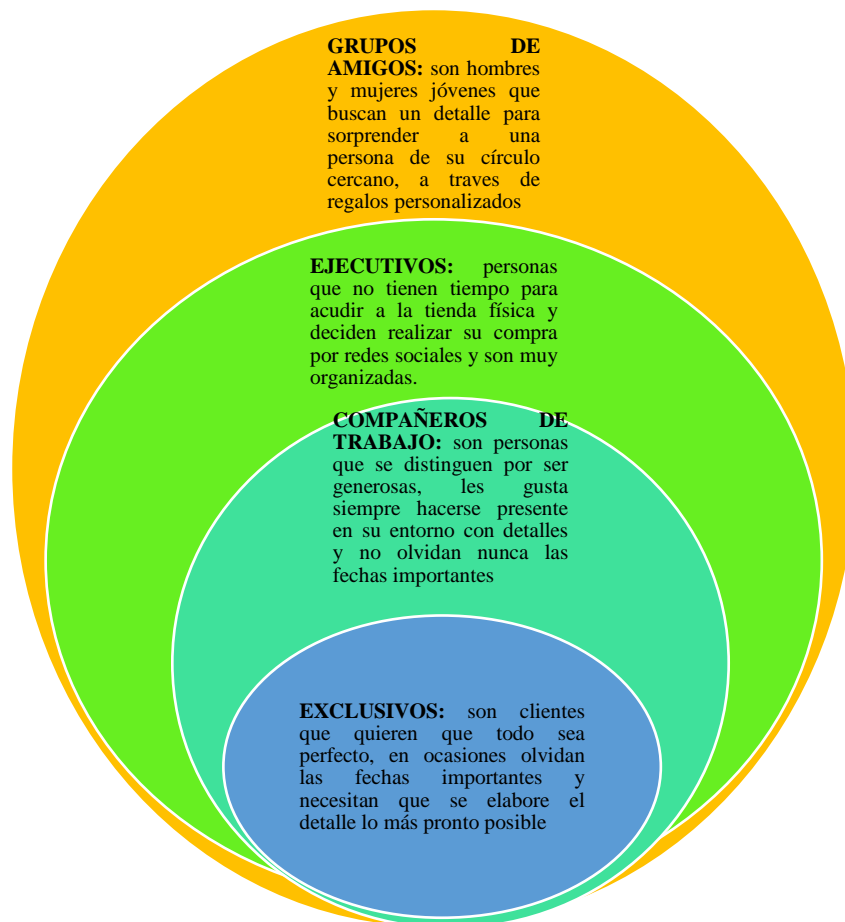 GRUPOS DE
AMIGOS: son hombres
y mujeres jóvenes que
buscan un detalle para
sorprender a una
persona de su círculo
cercano, a traves de
regalos personalizados
EJECUTIVOS: personas
que no tienen tiempo para
acudir a la tienda física y
deciden realizar su compra
por redes sociales y son muy
organizadas.
COMPAÑEROS DE
TRABAJO: son personas
que se distinguen por ser
generosas, les gusta
siempre hacerse presente
en su entorno con detalles
y no olvidan nunca las
fechas importantes
EXCLUSIVOS: son clientes
que quieren que todo sea
perfecto, en ocasiones olvidan
las fechas importantes y
necesitan que se elabore el
detalle lo más pronto posible